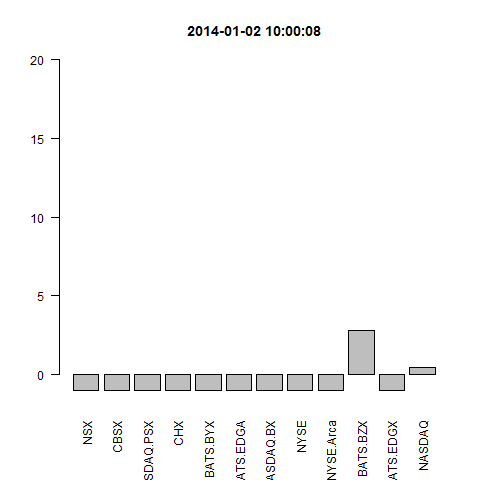 2014-01-02 10:00:08
20
15
10
5
0
NSX
CBSX
SDAQ.PSX
CHX
BATS.BYX
ATS.EDGA
ASDAQ.BX
NYSE
NYSE.Arca
BATS.BZX
ATS.EDGX
NASDAQ